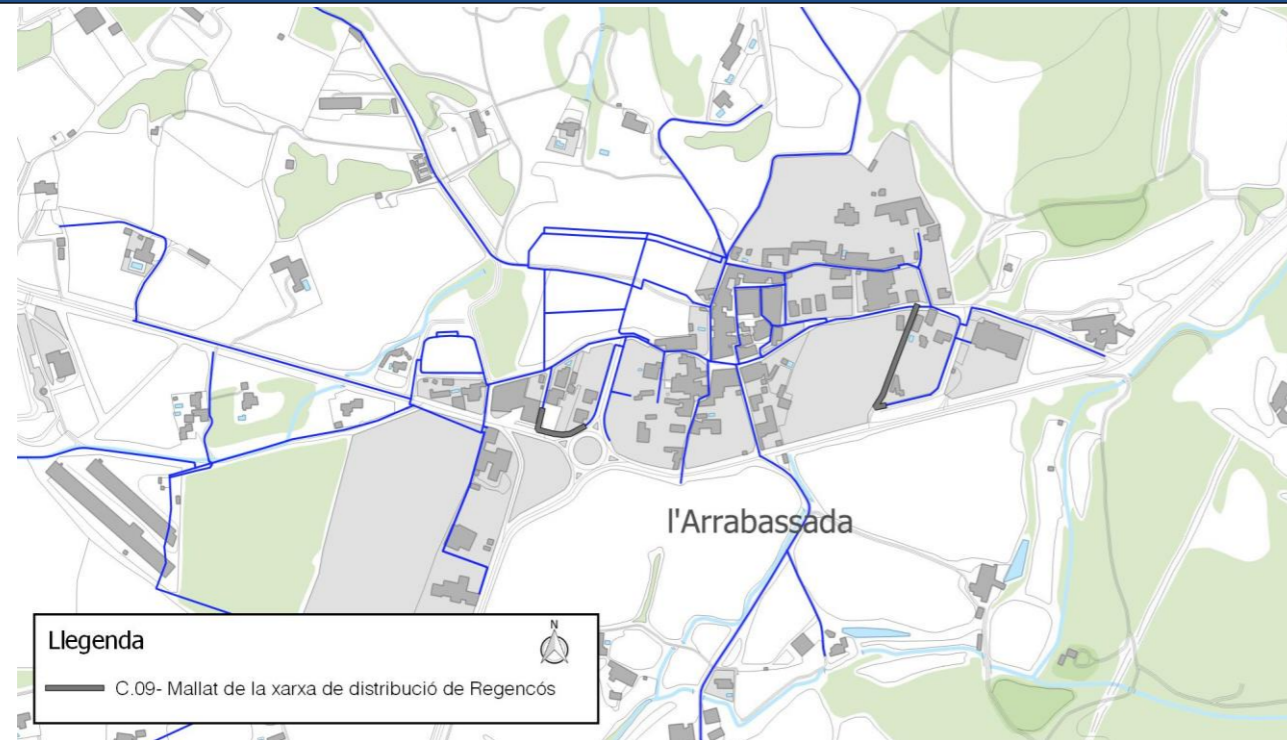 l'Arrabassada
Llegenda
N
C.09- Mallat de la xarxa de distribució de Regencós